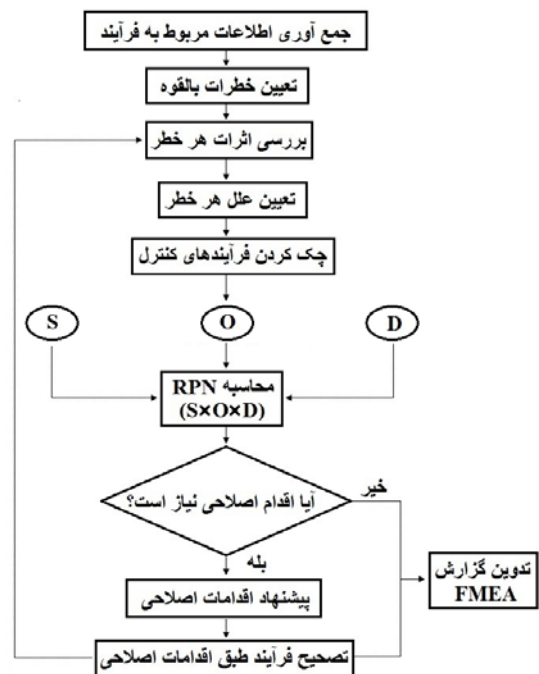 جمع آوری اطلاعات مربوط به فرآیند
تعیین خطرات بالقوه
بررسی اثرات هر خطر
تعیین علل هر خطر
چک کردن فرآیندهای کنترل
S
O
D
محاسبه RPN
(S×O×D)
آیا اقدام اصلاحی نیاز است؟
خیر
بله
تدوین گزارش
FMEA
پیشنهاد اقدامات اصلاحی
تصحیح فرآیند طبق اقدامات اصلاحی